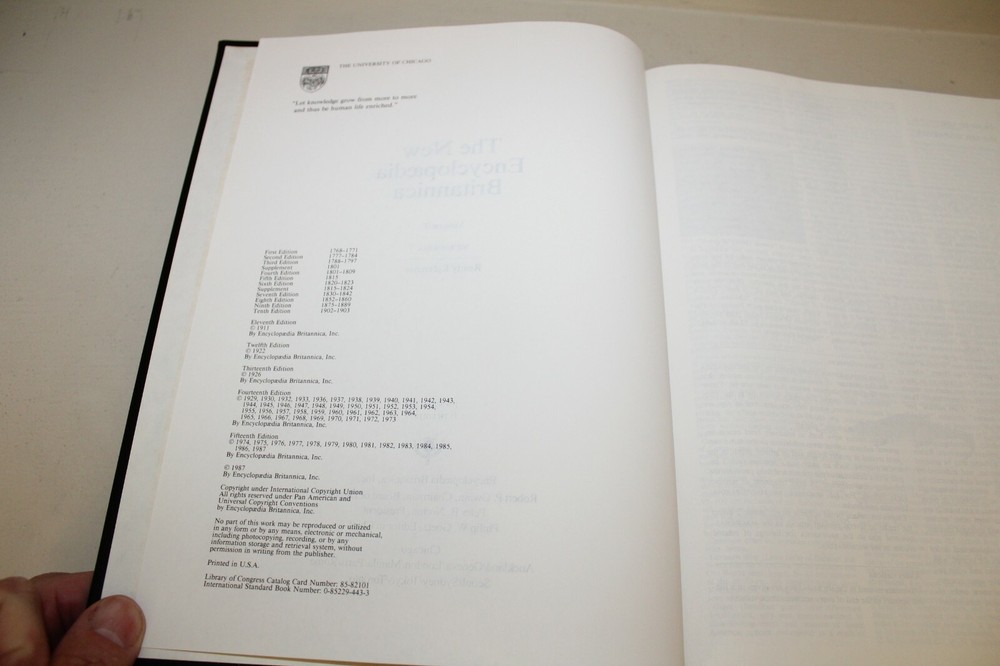 THE UNIVERSITY OF CHICAGO
"Let knowledge grow from more to more
and thus be human life enriched."
The New
Encyclopædia
Britannica
First Edition 1768–1771
Second Edition 1777–1784
Third Edition 1788–1797
Supplement 1801
Fourth Edition 1801–1809
Fifth Edition 1815
Sixth Edition 1820–1823
Supplement 1815–1824
Seventh Edition 1830–1842
Eighth Edition 1852–1860
Ninth Edition 1875–1889
Tenth Edition 1902–1903
Eleventh Edition
© 1911
By Encyclopædia Britannica, Inc.
Twelfth Edition
© 1922
By Encyclopædia Britannica, Inc.
Thirteenth Edition
© 1926
By Encyclopædia Britannica, Inc.
Fourteenth Edition
© 1929, 1930, 1932, 1933, 1936, 1937, 1938, 1939, 1940, 1941, 1942, 1943,
1944, 1945, 1946, 1947, 1948, 1949, 1950, 1951, 1952, 1953, 1954,
1955, 1956, 1957, 1958, 1959, 1960, 1961, 1962, 1963, 1964,
1965, 1966, 1967, 1968, 1969, 1970, 1971, 1972, 1973
By Encyclopædia Britannica, Inc.
Fifteenth Edition
© 1974, 1975, 1976, 1977, 1978, 1979, 1980, 1981, 1982, 1983, 1984, 1985,
1986, 1987
By Encyclopædia Britannica, Inc.
© 1987
By Encyclopædia Britannica, Inc.
Copyright under International Copyright Union
All rights reserved under Pan American and
Universal Copyright Conventions
by Encyclopædia Britannica, Inc.
No part of this work may be reproduced or utilized
in any form or by any means, electronic or mechanical,
including photocopying, recording, or by any
information storage and retrieval system, without
permission in writing from the publisher.
Printed in U.S.A.
Library of Congress Catalog Card Number: 85-82101
International Standard Book Number: 0-85229-443-3